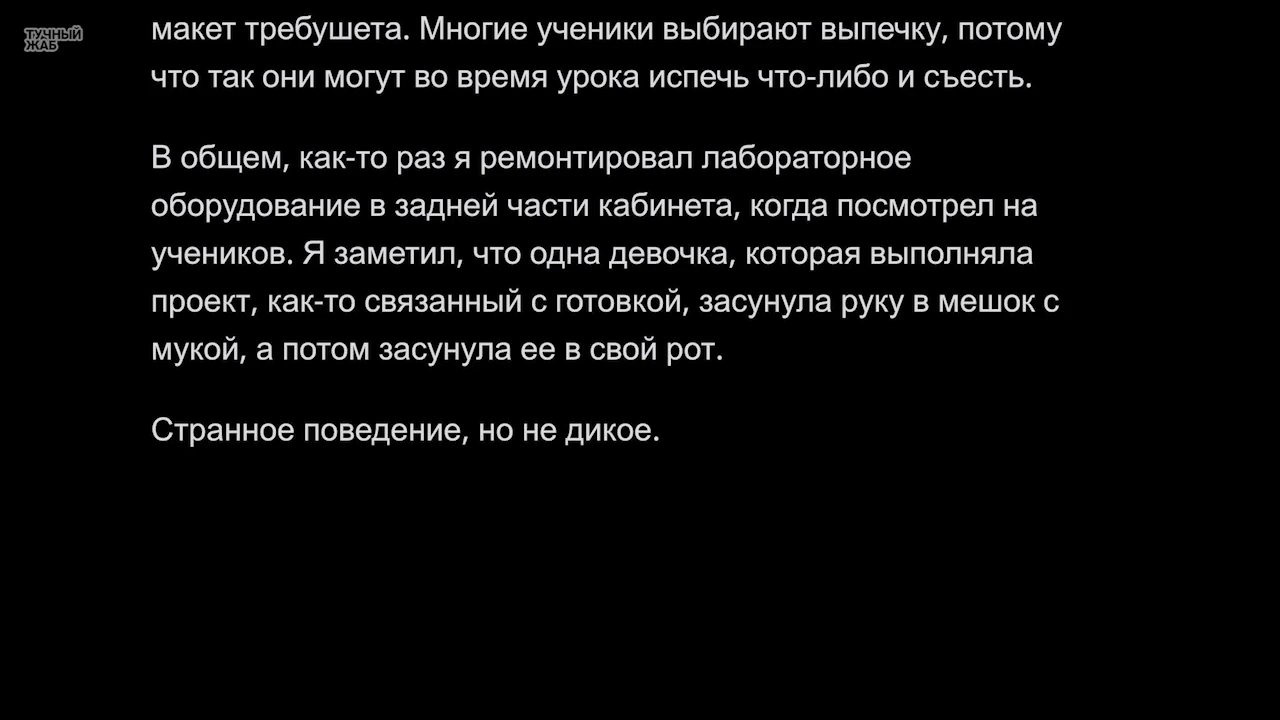 ТУЧНЫЙ
ЖАБ
макет требушета. Многие ученики выбирают выпечку, потому
что так они могут во время урока испечь что-либо и съесть.
В общем, как-то раз я ремонтировал лабораторное
оборудование в задней части кабинета, когда посмотрел на
учеников. Я заметил, что одна девочка, которая выполняла
проект, как-то связанный с готовкой, засунула руку в мешок с
мукой, а потом засунула ее в свой рот.
Странное поведение, но не дикое.